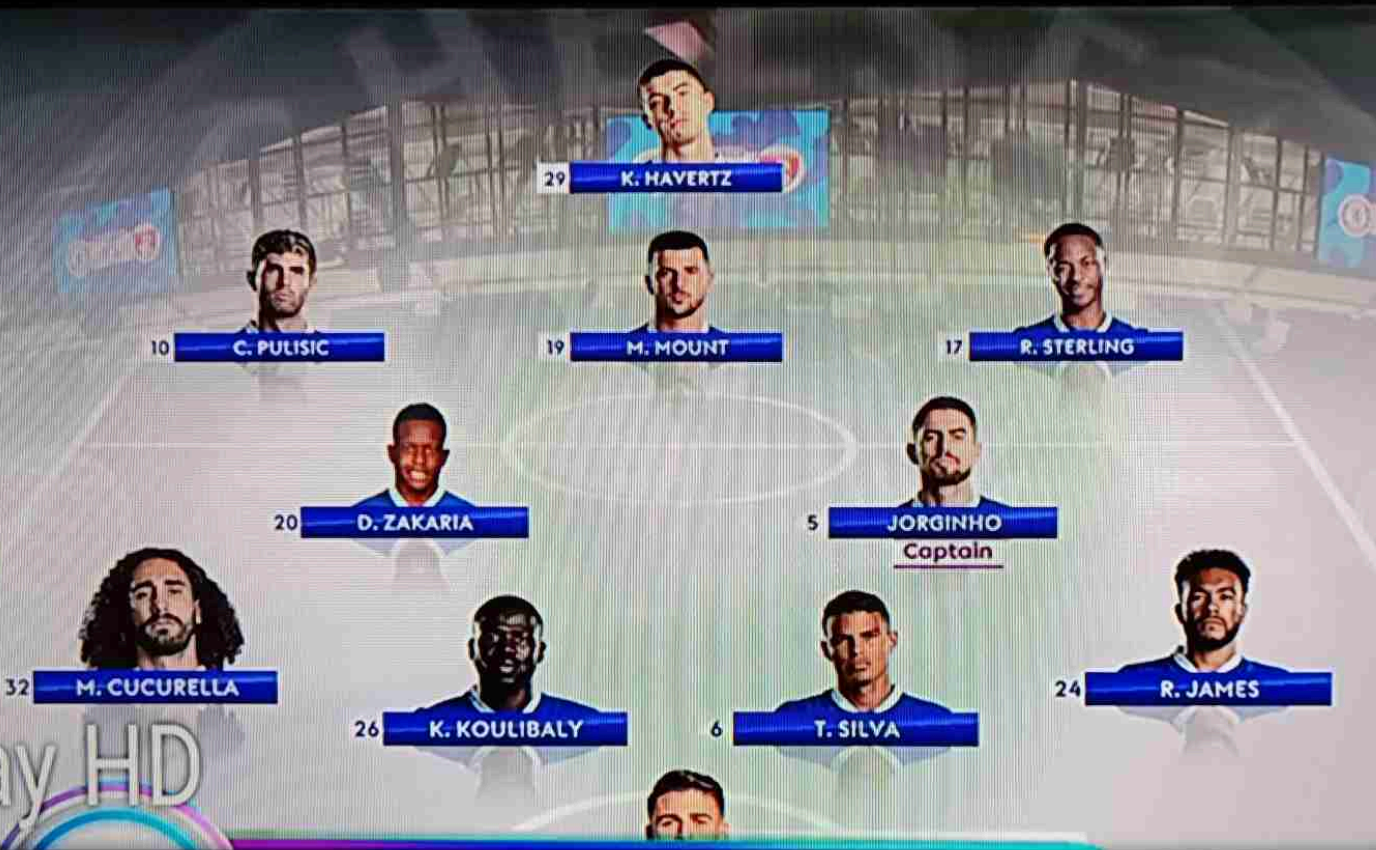 29 K. HAVERTZ
10 C. PULISIC
19 M. MOUNT
17 R. STERLING
20 D. ZAKARIA
5 JORGINHO
Captain
32 M. CUCURELLA
26 K. KOULIBALY
6 T. SILVA
24 R. JAMES
ay HD